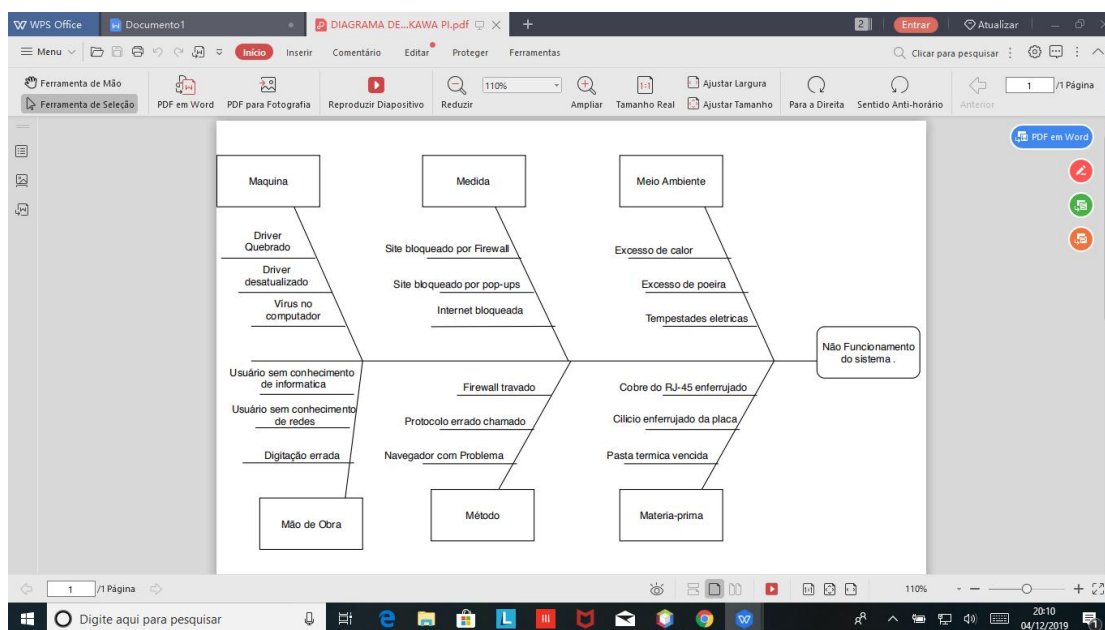 WPS Office
Documento1
DIAGRAMA DE...KAWA PI.pdf
2
Entrar
Atualizar
Menu
Início
Inserir
Comentário
Editar
Proteger
Ferramentas
Clicar para pesquisar
Ferramenta de Mão
Ferramenta de Seleção
PDF em Word
PDF para Fotografia
Reproduzir Diapositivo
Reduzir
110%
Ampliar
1:1
Tamanho Real
Ajustar Largura
Ajustar Tamanho
Para a Direita
Sentido Anti-horário
Anterior
1 /1 Página
PDF em Word
Maquina
Medida
Meio Ambiente
Driver
Quebrado
Driver
desatualizado
Vírus no
computador
Site bloqueado por Firewall
Site bloqueado por pop-ups
Internet bloqueada
Excesso de calor
Excesso de poeira
Tempestades eletricas
Não Funcionamento
do sistema .
Usuário sem conhecimento
de informatica
Usuário sem conhecimento
de redes
Digitação errada
Firewall travado
Protocolo errado chamado
Navegador com Problema
Cobre do RJ-45 enferrujado
Cilicio enferrujado da placa
Pasta termica vencida
Mão de Obra
Método
Materia-prima
1 /1 Página
110%
Digite aqui para pesquisar
20:10
04/12/2019